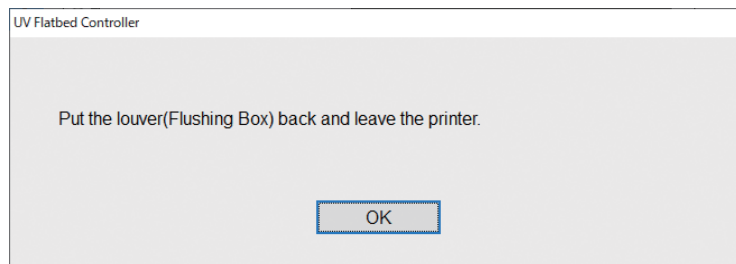 UV Flatbed Controller
Put the louver(Flushing Box) back and leave the printer.
OK